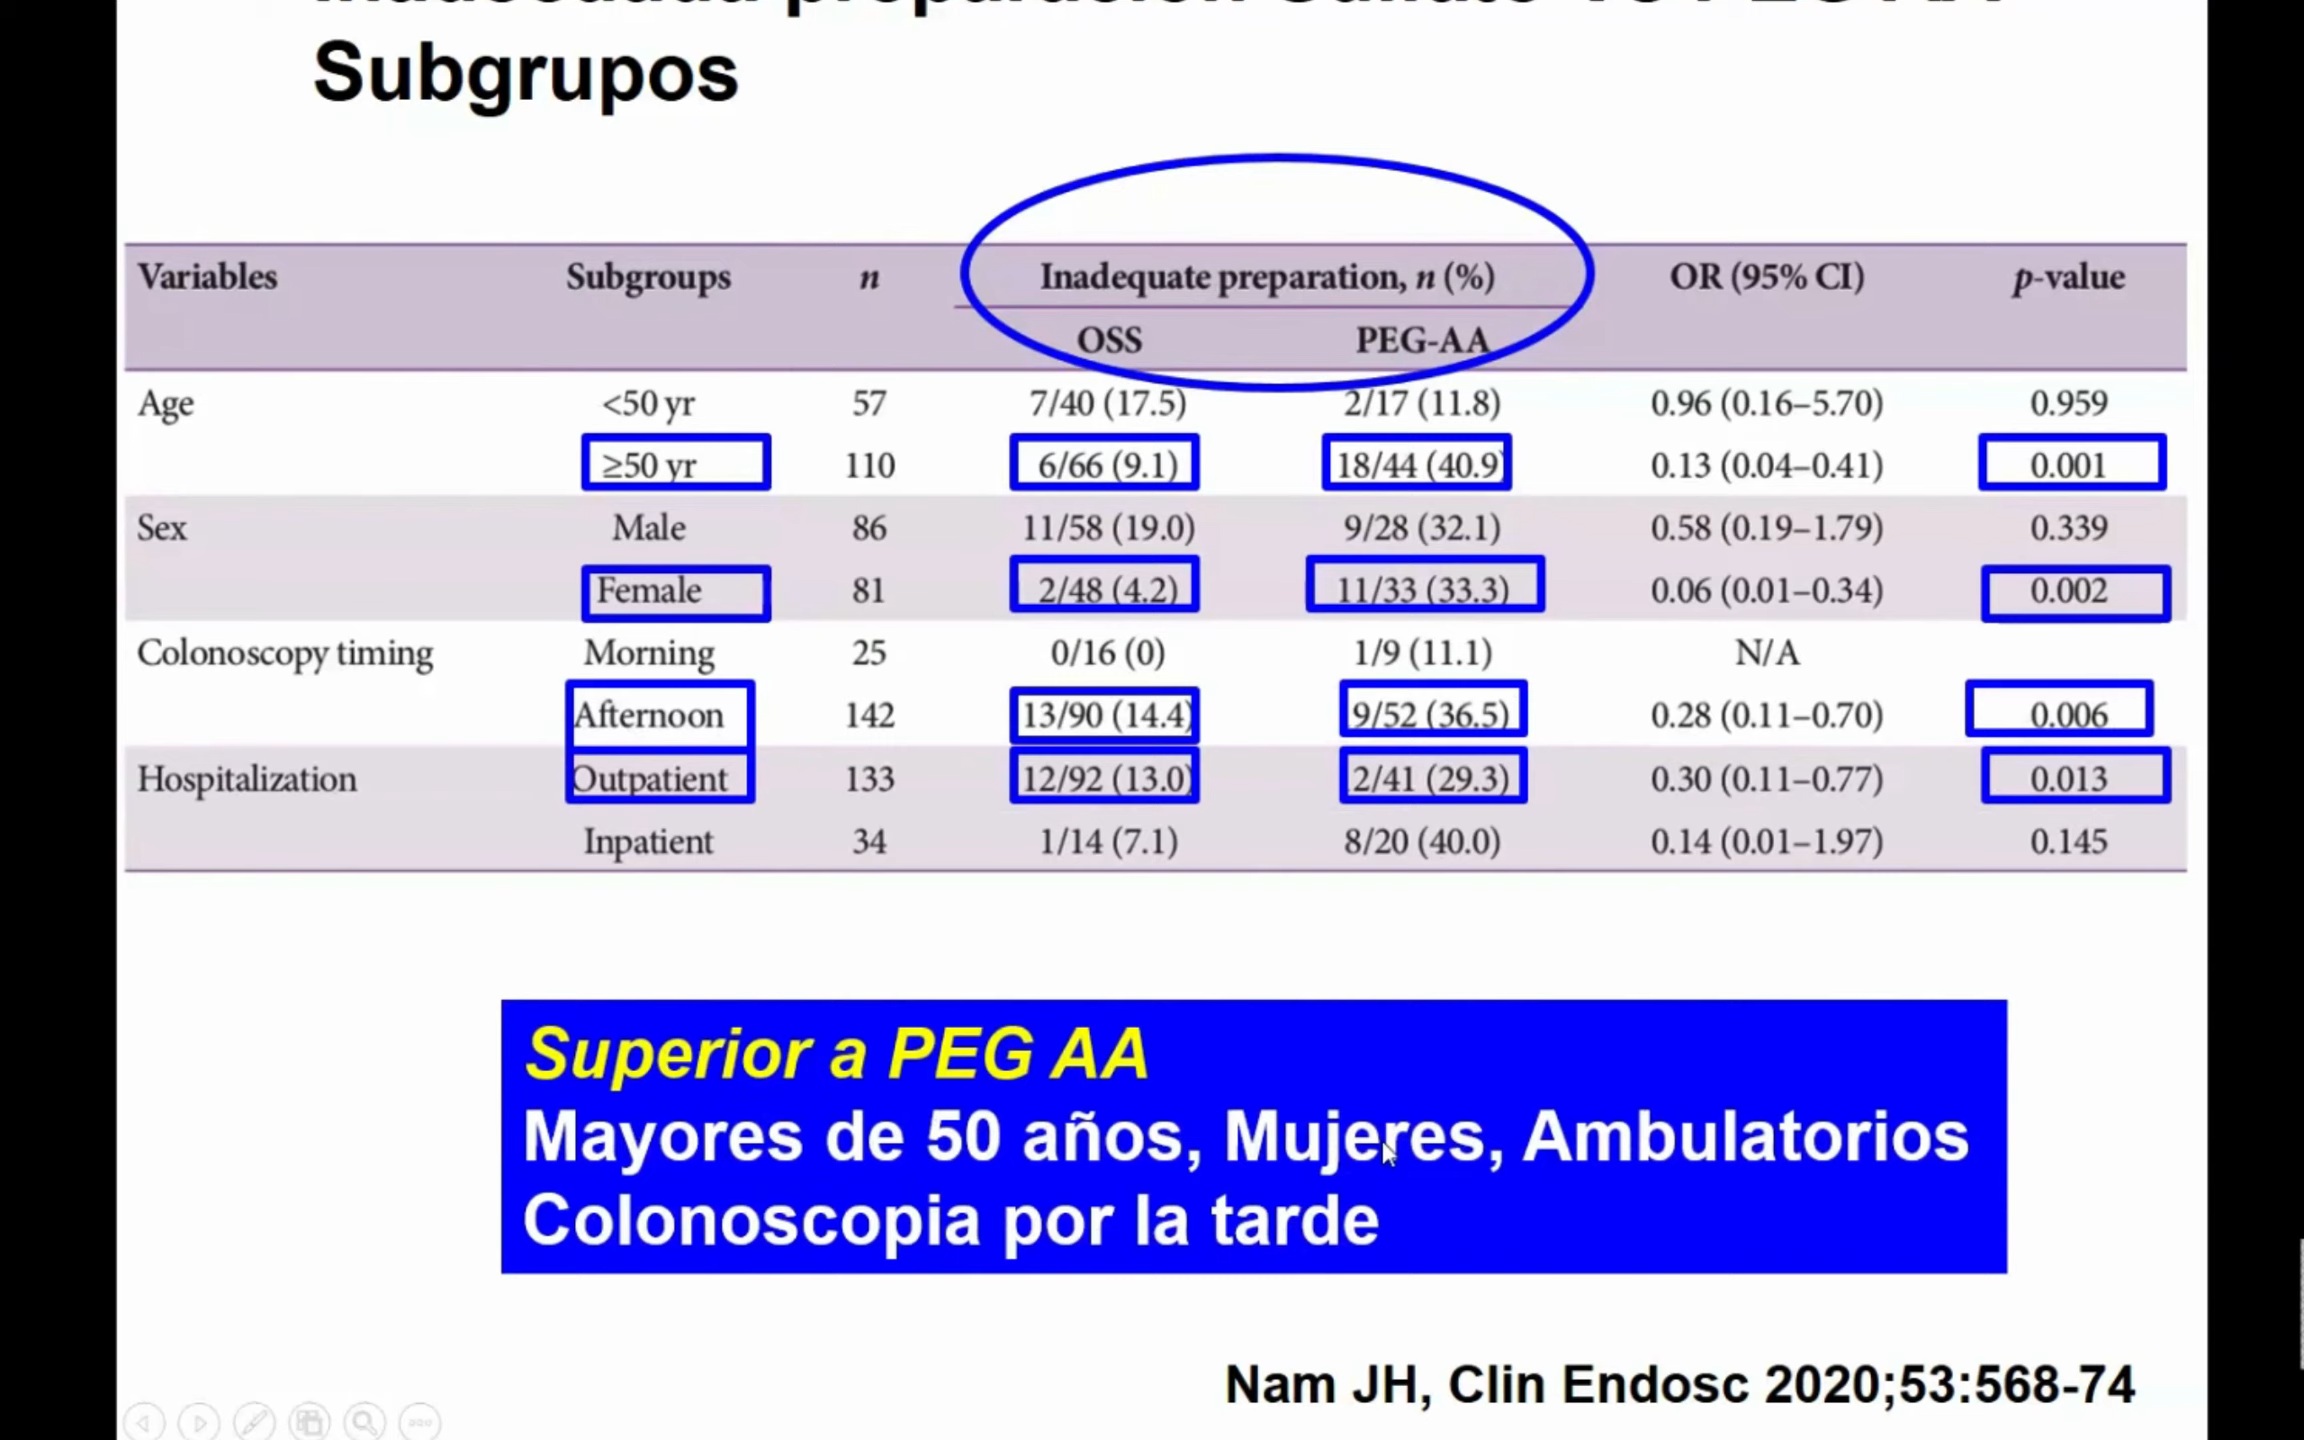 Subgrupos
Variables Subgroups n Inadequate preparation, n (%) OR (95% CI) p-value
OSS PEG-AA
Age <50 yr 57 7/40 (17.5) 2/17 (11.8) 0.96 (0.16–5.70) 0.959
≥50 yr 110 6/66 (9.1) 18/44 (40.9 0.13 (0.04–0.41) 0.001
Sex Male 86 11/58 (19.0) 9/28 (32.1) 0.58 (0.19–1.79) 0.339
Female 81 2/48 (4.2) 11/33 (33.3) 0.06 (0.01–0.34) 0.002
Colonoscopy timing Morning 25 0/16 (0) 1/9 (11.1) N/A
Afternoon 142 13/90 (14.4) 9/52 (36.5) 0.28 (0.11–0.70) 0.006
Hospitalization Outpatient 133 12/92 (13.0) 2/41 (29.3) 0.30 (0.11–0.77) 0.013
Inpatient 34 1/14 (7.1) 8/20 (40.0) 0.14 (0.01–1.97) 0.145
Superior a PEG AA
Mayores de 50 años, Mujeres, Ambulatorios
Colonoscopia por la tarde
Nam JH, Clin Endosc 2020;53:568-74